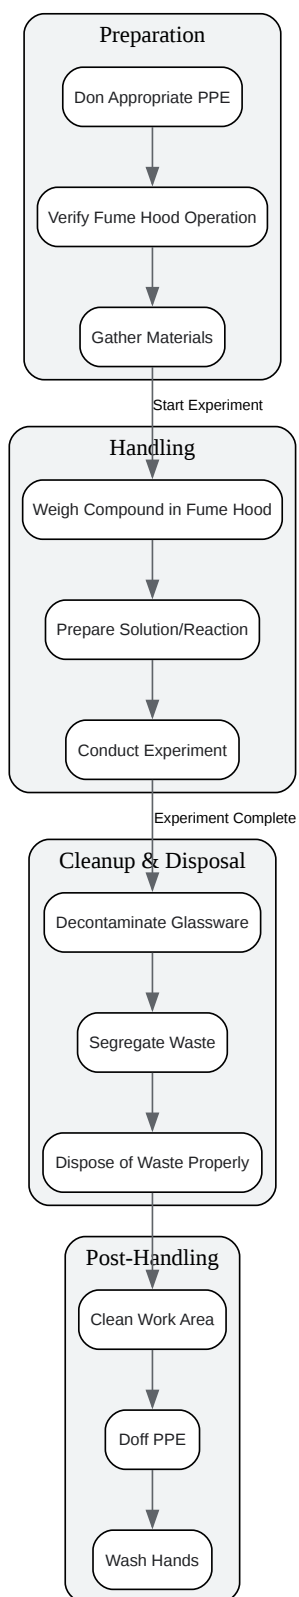 Preparation
Don Appropriate PPE
Verify Fume Hood Operation
Gather Materials
Start Experiment
Handling
Weigh Compound in Fume Hood
Prepare Solution/Reaction
Conduct Experiment
Experiment Complete
Cleanup & Disposal
Decontaminate Glassware
Segregate Waste
Dispose of Waste Properly
Post-Handling
Clean Work Area
Doff PPE
Wash Hands